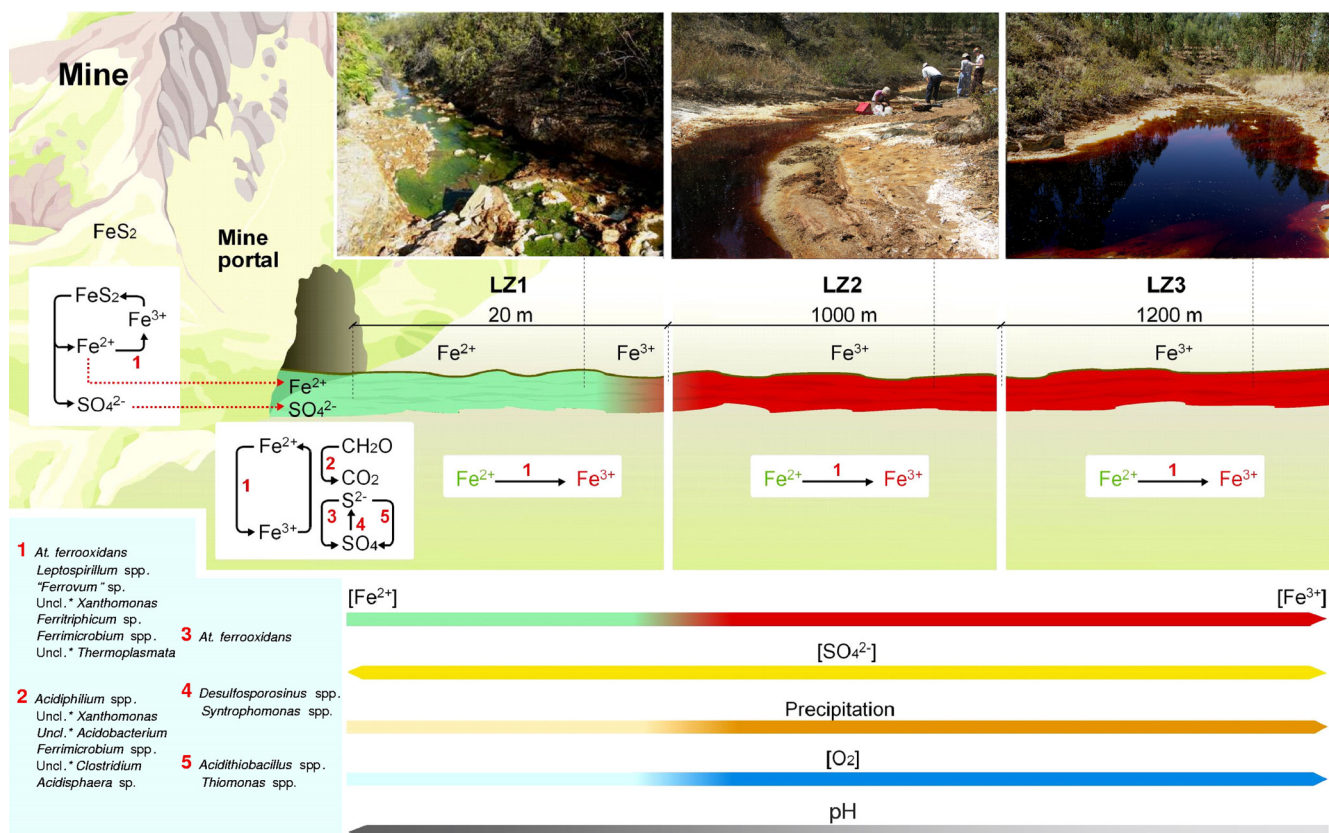 Mine
FeS₂
Mine
portal
FeS₂
Fe³⁺
Fe²⁺
1
SO₄²⁻
Fe²⁺
SO₄²⁻
LZ1
20 m
Fe²⁺
Fe³⁺
LZ2
1000 m
Fe³⁺
LZ3
1200 m
Fe³⁺
Fe²⁺
1
Fe³⁺
CH₂O
2
CO₂
S²⁻
3
4
5
SO₄
Fe²⁺ 1 Fe³⁺
Fe²⁺ 1 Fe³⁺
Fe²⁺ 1 Fe³⁺
1 At. ferrooxidans
Leptospirillum spp.
"Ferrovum" sp.
Uncl.* Xanthomonas
Ferritriphicum sp.
Ferrimicrobium spp.
Uncl.* Thermoplasmata
2 Acidiphilium spp.
Uncl.* Xanthomonas
Uncl.* Acidobacterium
Ferrimicrobium spp.
Uncl.* Clostridium
Acidisphaera sp.
3 At. ferrooxidans
4 Desulfosporosinus spp.
Syntrophomonas spp.
5 Acidithiobacillus spp.
Thiomonas spp.
[Fe²⁺]
[Fe³⁺]
[SO₄²⁻]
Precipitation
[O₂]
pH